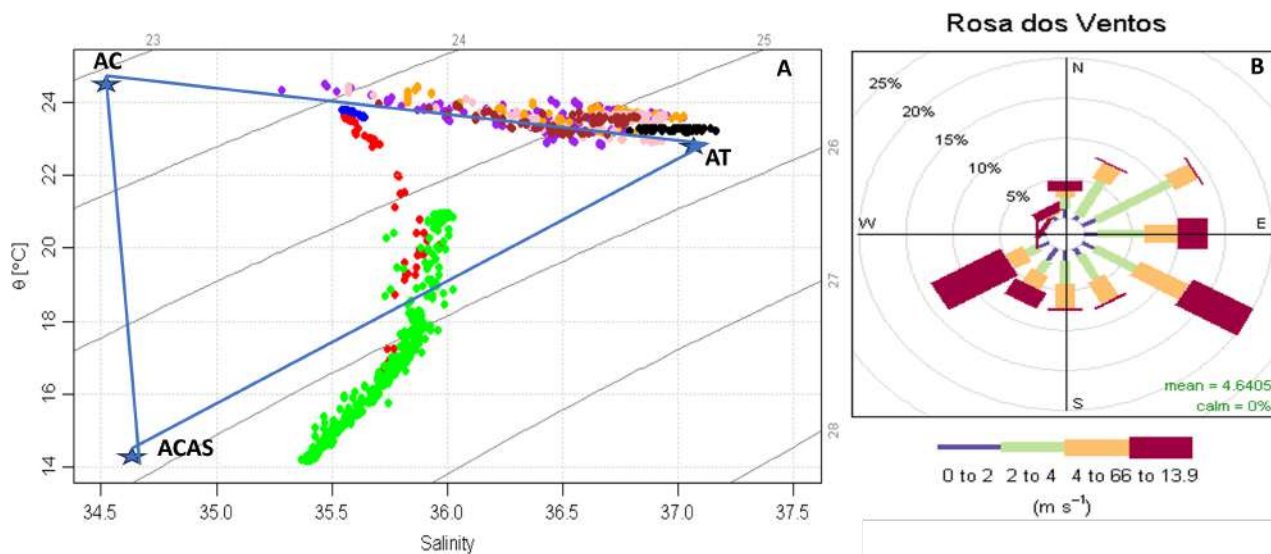 23
24
25
A
AC
AT
ACAS
26
27
28
24
22
20
18
16
14
θ [°C]
34.5
35.0
35.5
36.0
36.5
37.0
37.5
Salinity
Rosa dos Ventos
B
N
25%
20%
15%
10%
5%
W
E
S
mean = 4.6405
calm = 0%
0 to 2 2 to 4 4 to 66 to 13.9
(m s⁻¹)